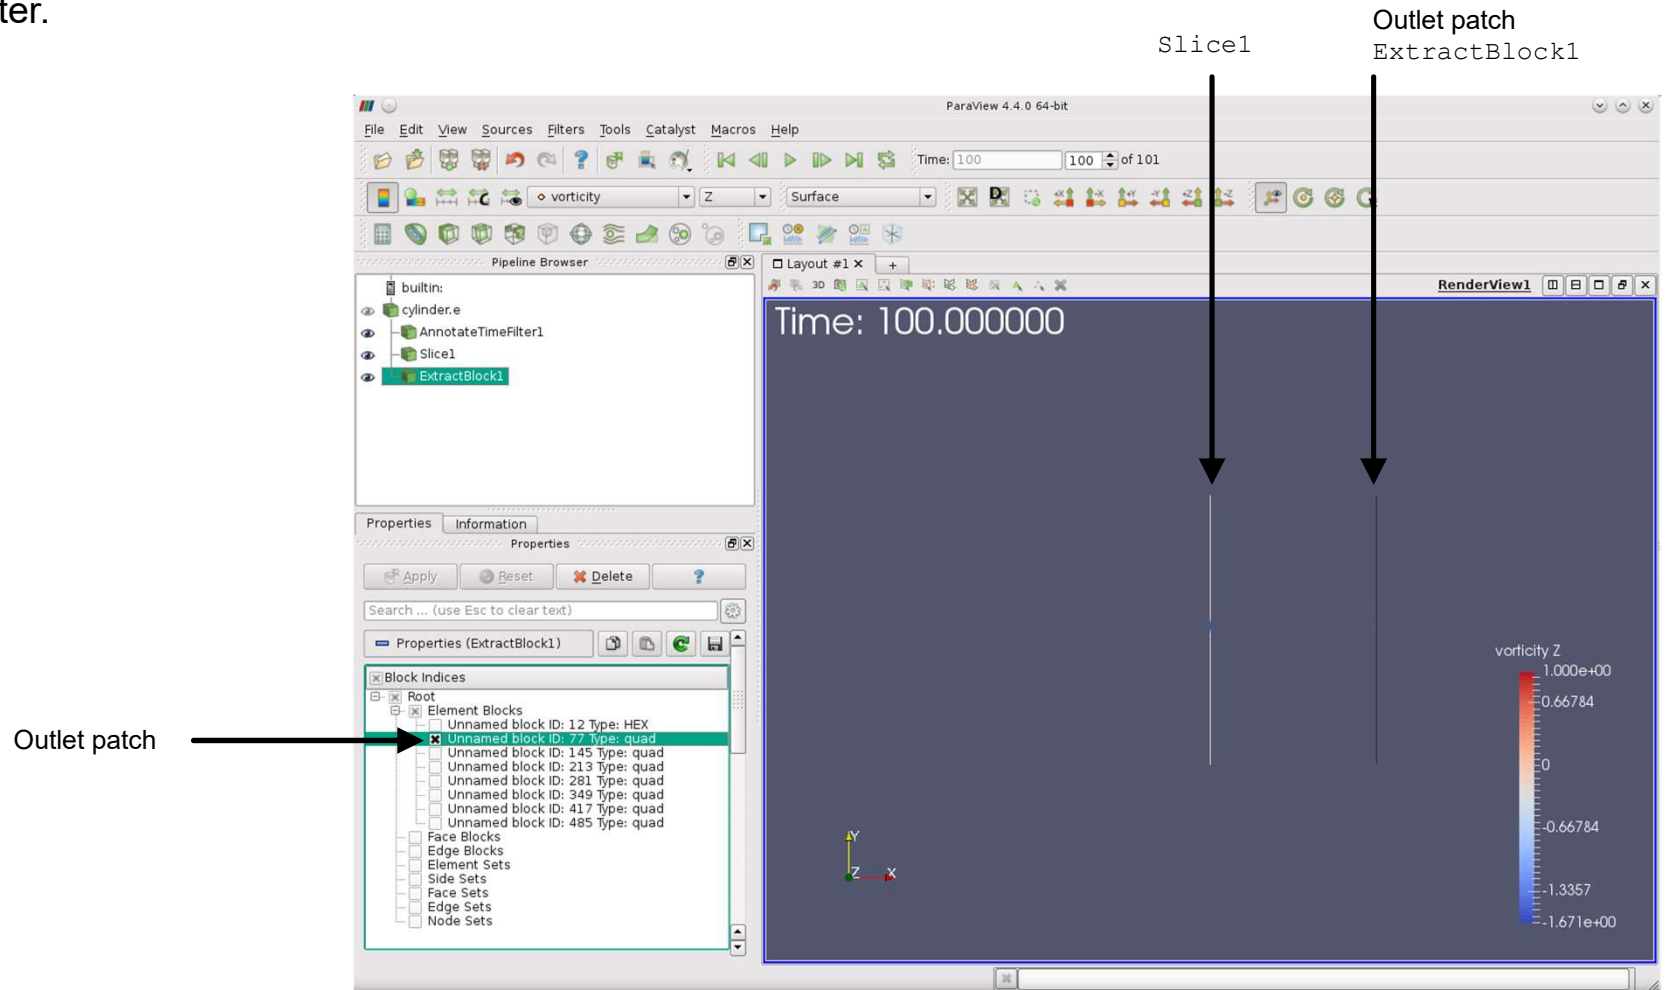 ter.
Slice1
Outlet patch
ExtractBlock1
ParaView 4.4.0 64-bit
File Edit View Sources Filters Tools Catalyst Macros Help
Time: 100 100 of 101
vorticity Z Surface
Pipeline Browser
Layout #1 +
builtin:
3D
RenderView1
cylinder.e
AnnotateTimeFilter1
Slice1
ExtractBlock1
Time: 100.000000
Properties Information
Properties
Apply Reset Delete ?
Search ... (use Esc to clear text)
Properties (ExtractBlock1)
Block Indices
Root
Element Blocks
Unnamed block ID: 12 Type: HEX
Unnamed block ID: 77 Type: quad
Unnamed block ID: 145 Type: quad
Unnamed block ID: 213 Type: quad
Unnamed block ID: 281 Type: quad
Unnamed block ID: 349 Type: quad
Unnamed block ID: 417 Type: quad
Unnamed block ID: 485 Type: quad
Face Blocks
Edge Blocks
Element Sets
Side Sets
Face Sets
Edge Sets
Node Sets
Outlet patch
vorticity Z
1.000e+00
0.66784
0
-0.66784
-1.3357
-1.671e+00
Y
Z X